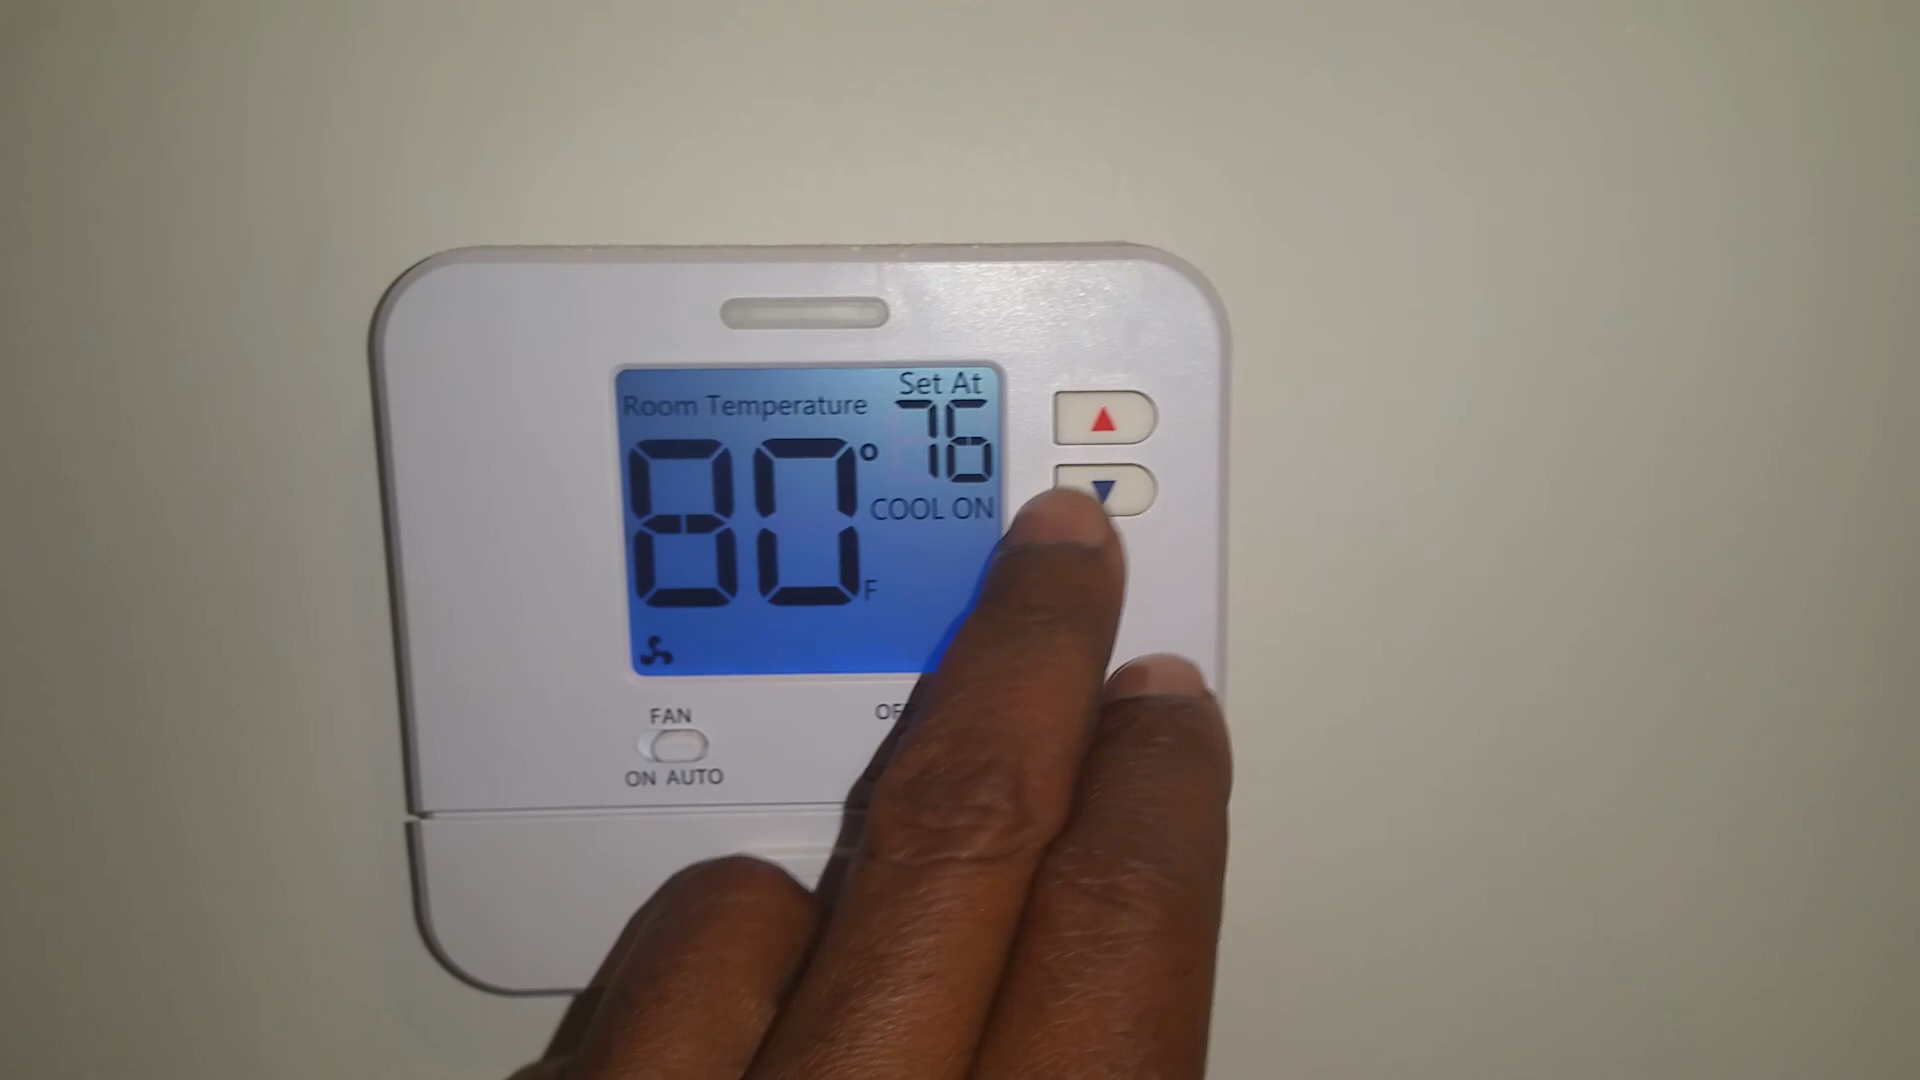 Set At
Room Temperature
76
80°F
COOL ON
FAN
ON AUTO